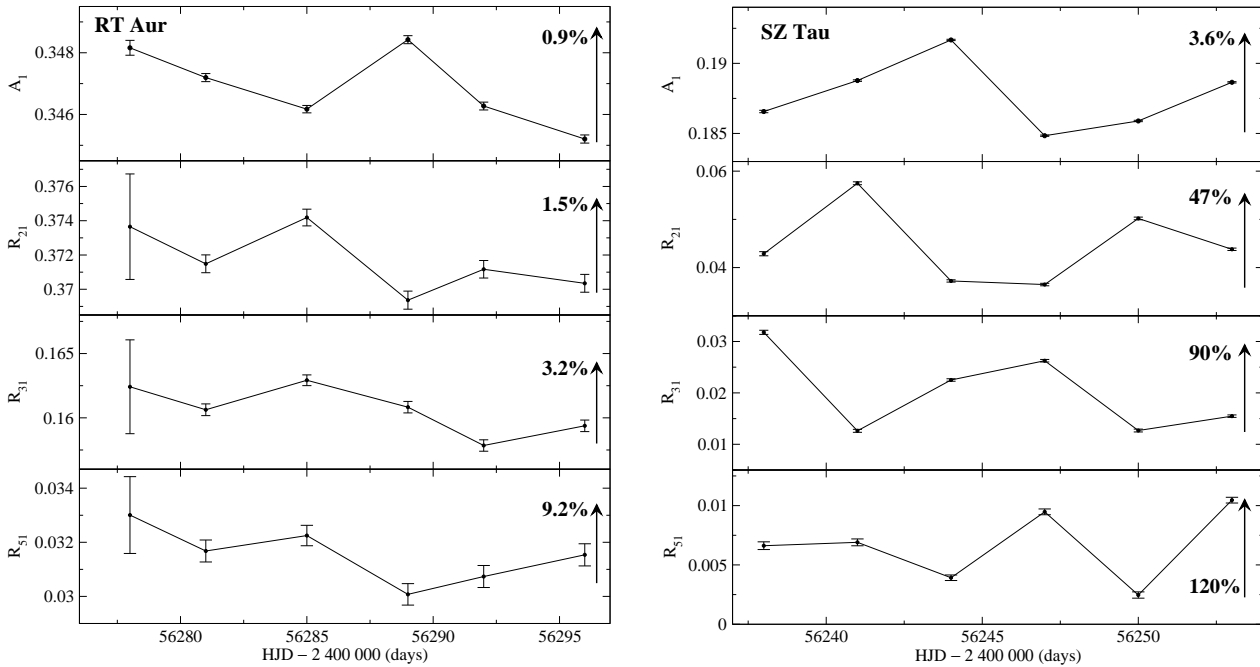 RT Aur
0.9%
A1
0.348
0.346
1.5%
R21
0.376
0.374
0.372
0.37
3.2%
R31
0.165
0.16
9.2%
R51
0.034
0.032
0.03
56280 56285 56290 56295
HJD − 2 400 000 (days)
SZ Tau
3.6%
A1
0.19
0.185
47%
R21
0.06
0.04
90%
R31
0.03
0.02
0.01
120%
R51
0.01
0.005
0
56240 56245 56250
HJD − 2 400 000 (days)